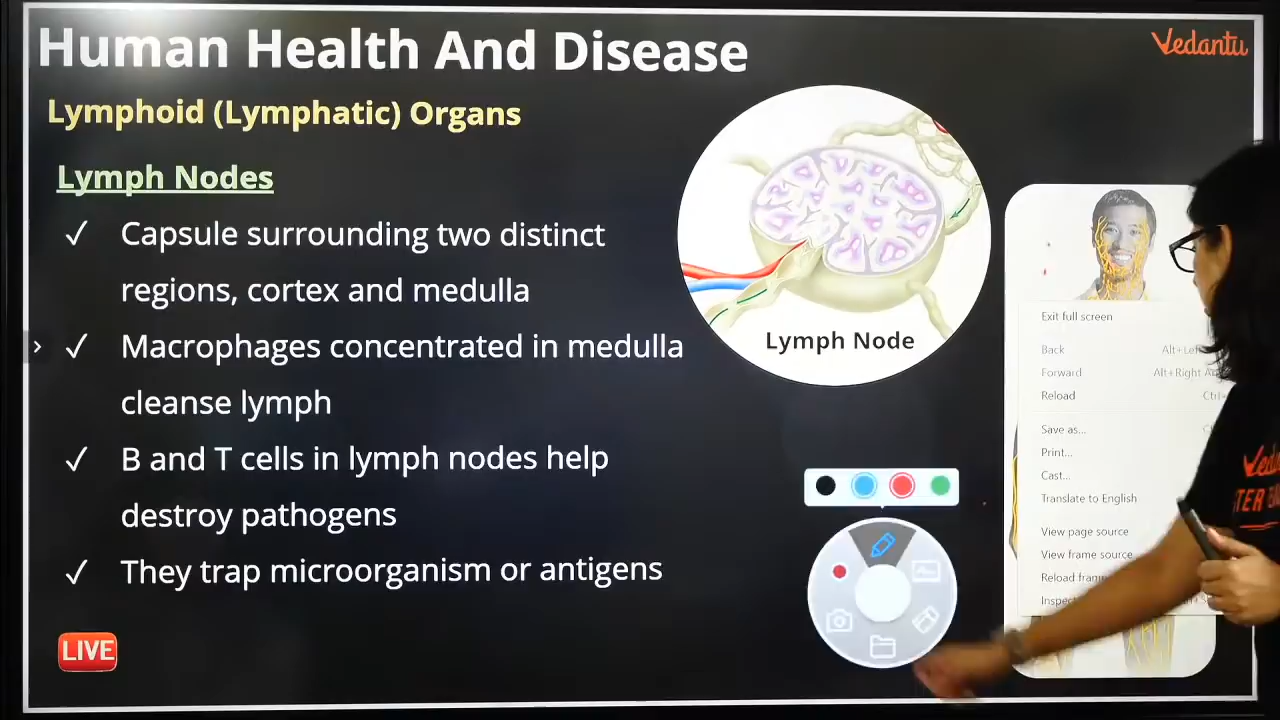 Human Health And Disease
Vedantu
Lymphoid (Lymphatic) Organs
Lymph Nodes
✓ Capsule surrounding two distinct
regions, cortex and medulla
✓ Macrophages concentrated in medulla
cleanse lymph
✓ B and T cells in lymph nodes help
destroy pathogens
✓ They trap microorganism or antigens
LIVE
Lymph Node
Exit full screen
Back
Forward
Reload
Save as...
Print...
Cast...
Translate to English
View page source
View frame source